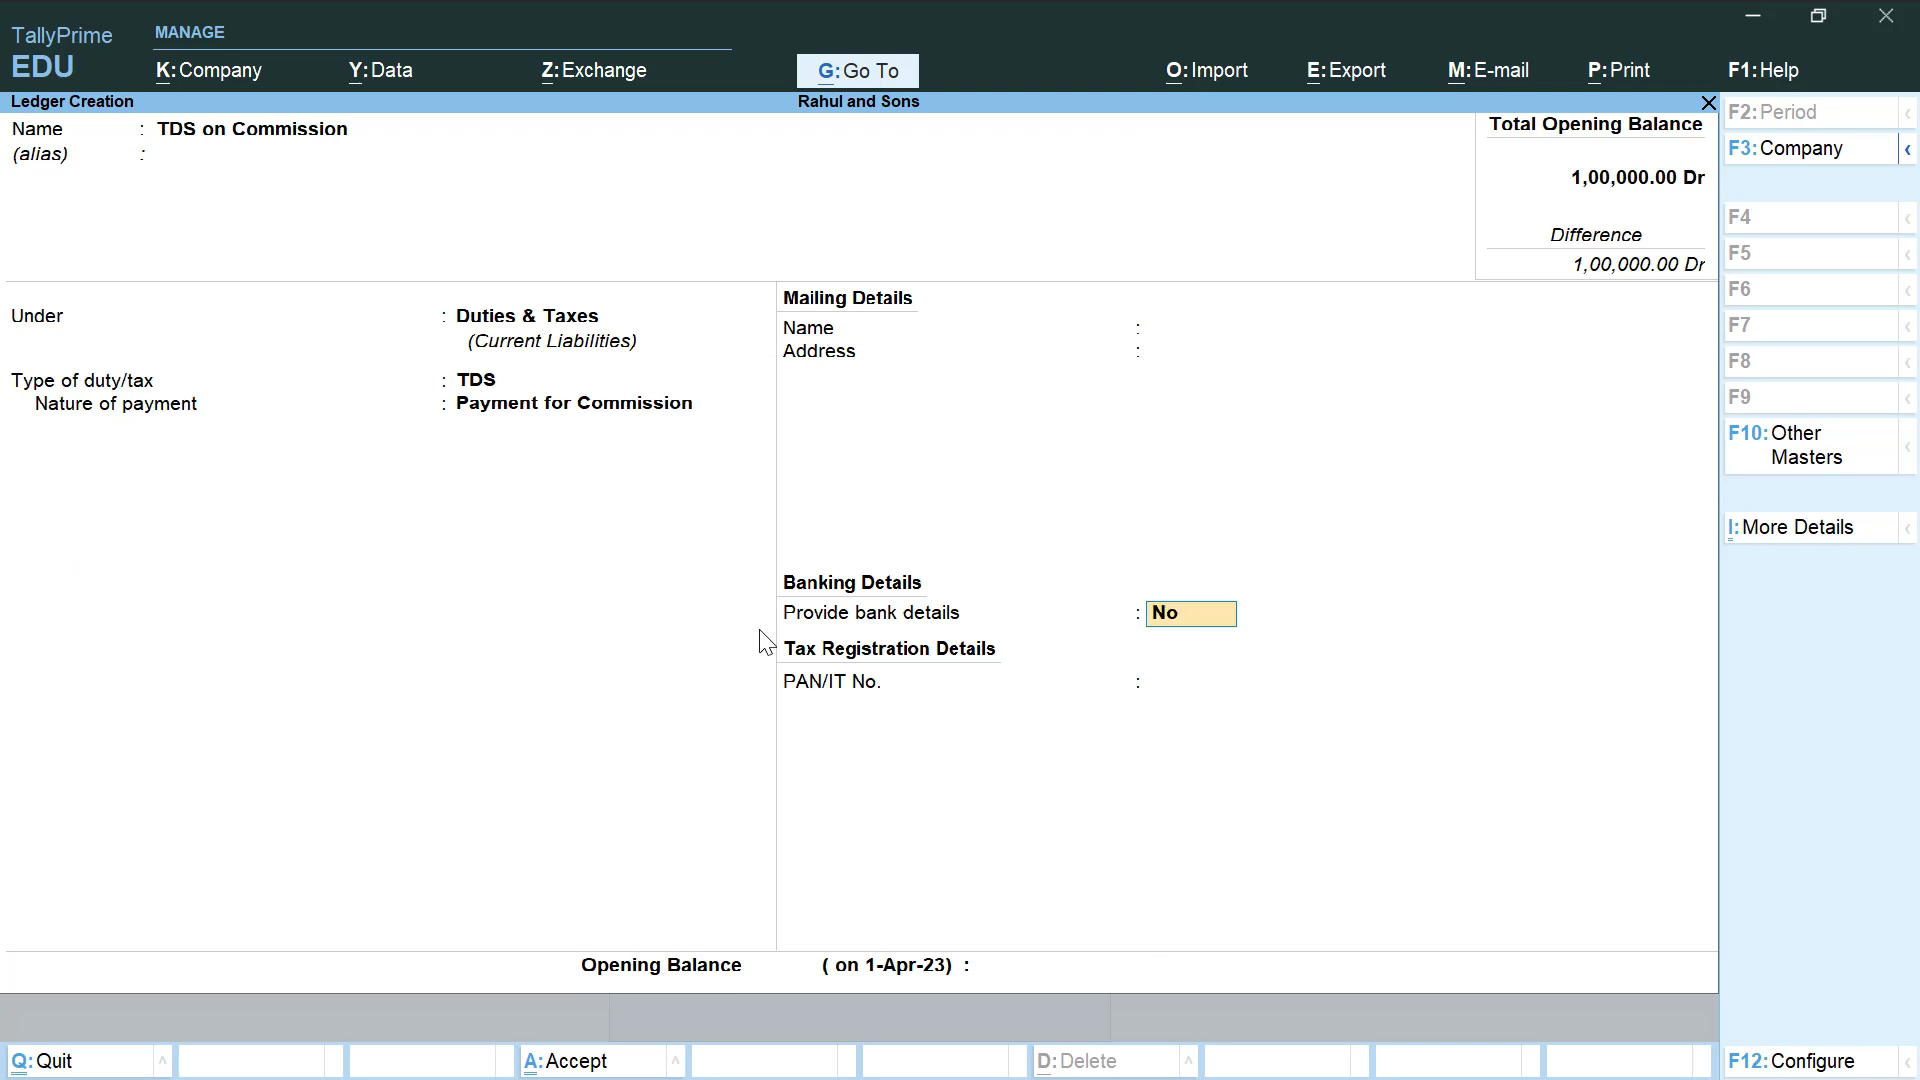 TallyPrime
EDU
MANAGE
K:Company Y:Data Z:Exchange G:Go To O:Import E:Export M:E-mail P:Print F1:Help
Ledger Creation Rahul and Sons
Name : TDS on Commission
(alias) :
Total Opening Balance
1,00,000.00 Dr
Difference
1,00,000.00 Dr
Under : Duties & Taxes
(Current Liabilities)
Type of duty/tax : TDS
Nature of payment : Payment for Commission
Mailing Details
Name :
Address :
Banking Details
Provide bank details : No
Tax Registration Details
PAN/IT No. :
Opening Balance ( on 1-Apr-23) :
F2:Period
F3:Company
F4
F5
F6
F7
F8
F9
F10:Other
Masters
I:More Details
Q:Quit A:Accept D:Delete F12:Configure